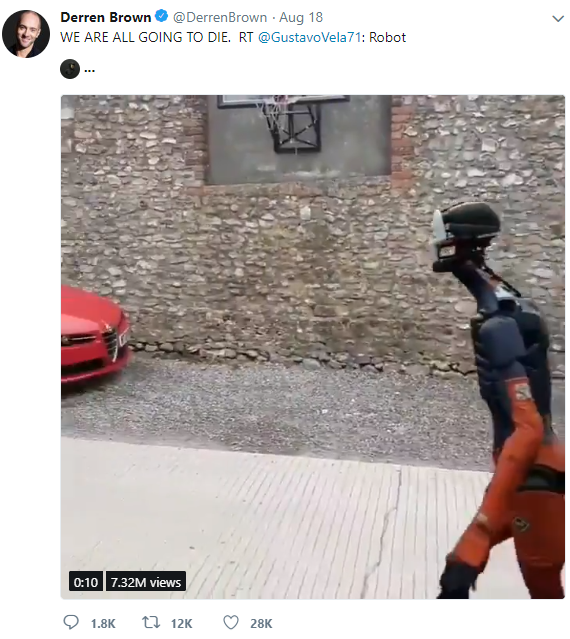 Derren Brown @DerrenBrown · Aug 18
WE ARE ALL GOING TO DIE. RT @GustavoVela71: Robot
...
0:10 7.32M views
1.8K 12K 28K